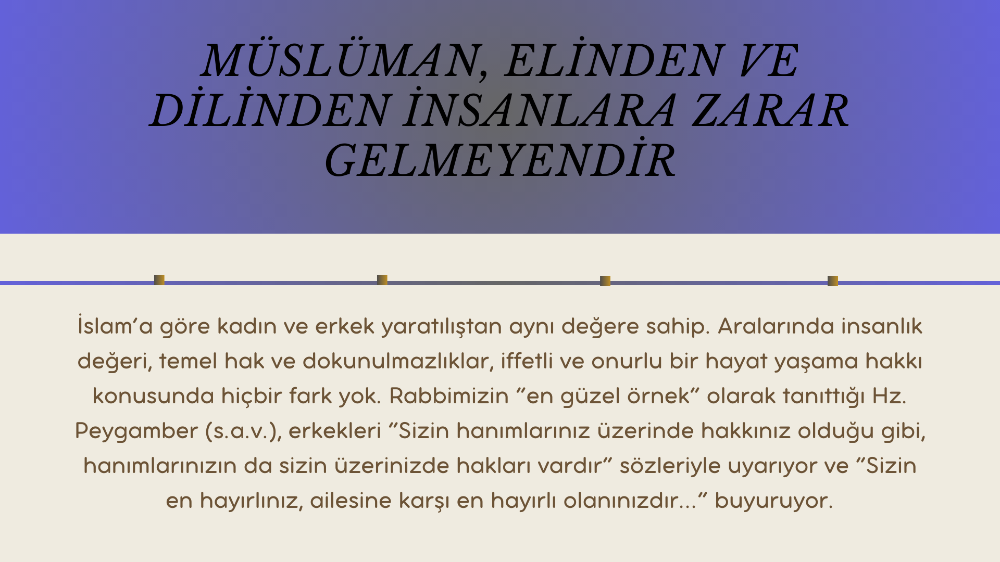 MÜSLÜMAN, ELİNDEN VE
DİLİNDEN İNSANLARA ZARAR
GELMEYENDİR
İslam'a göre kadın ve erkek yaratılıştan aynı değere sahip. Aralarında insanlık
değeri, temel hak ve dokunulmazlıklar, iffetli ve onurlu bir hayat yaşama hakkı
konusunda hiçbir fark yok. Rabbimizin "en güzel örnek" olarak tanıttığı Hz.
Peygamber (s.a.v.), erkekleri "Sizin hanımlarınız üzerinde hakkınız olduğu gibi,
hanımlarınızın da sizin üzerinizde hakları vardır" sözleriyle uyarıyor ve "Sizin
en hayırlınız, ailesine karşı en hayırlı olanınızdır..." buyuruyor.